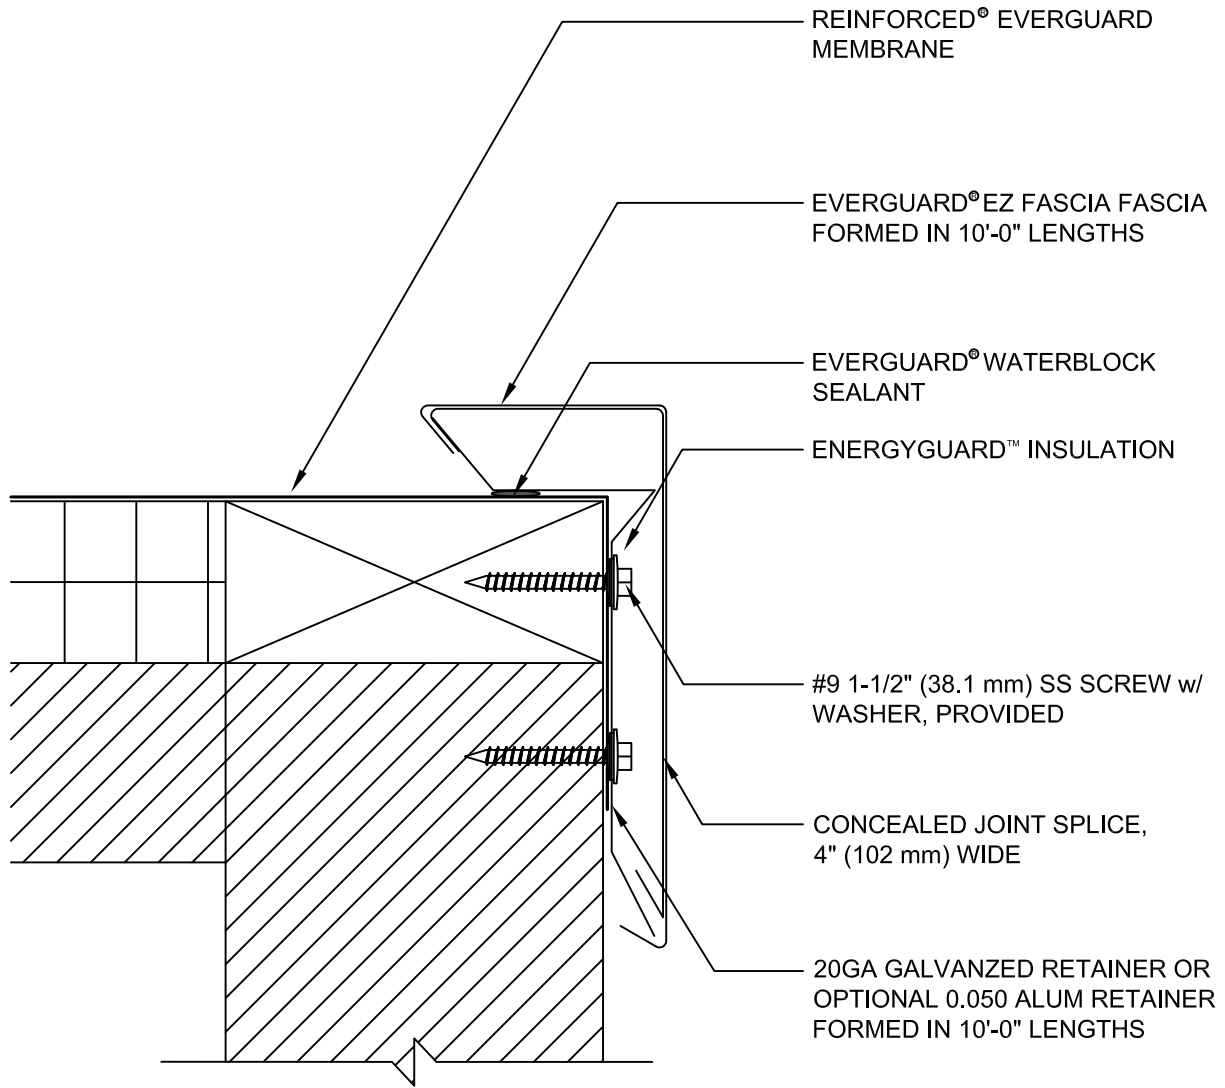 REINFORCED® EVERGUARD
MEMBRANE
EVERGUARD® EZ FASCIA FASCIA
FORMED IN 10'-0" LENGTHS
EVERGUARD® WATERBLOCK
SEALANT
ENERGYGUARD™ INSULATION
#9 1-1/2" (38.1 mm) SS SCREW w/
WASHER, PROVIDED
CONCEALED JOINT SPLICE,
4" (102 mm) WIDE
20GA GALVANZED RETAINER OR
OPTIONAL 0.050 ALUM RETAINER
FORMED IN 10'-0" LENGTHS